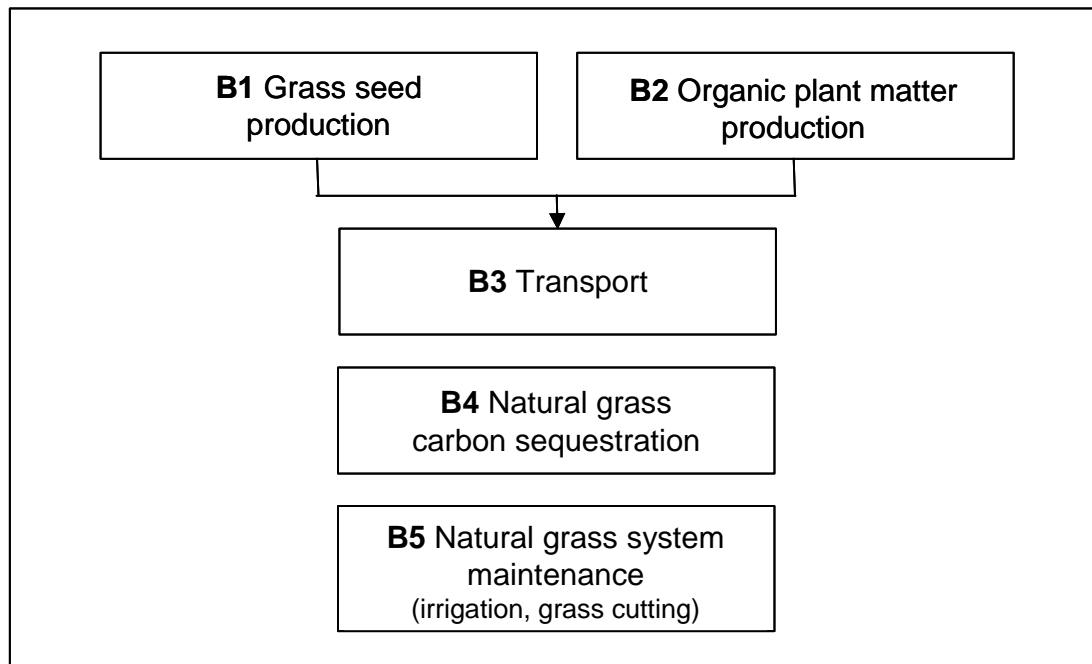 B1 Grass seed
production
B2 Organic plant matter
production
B3 Transport
B4 Natural grass
carbon sequestration
B5 Natural grass system
maintenance
(irrigation, grass cutting)